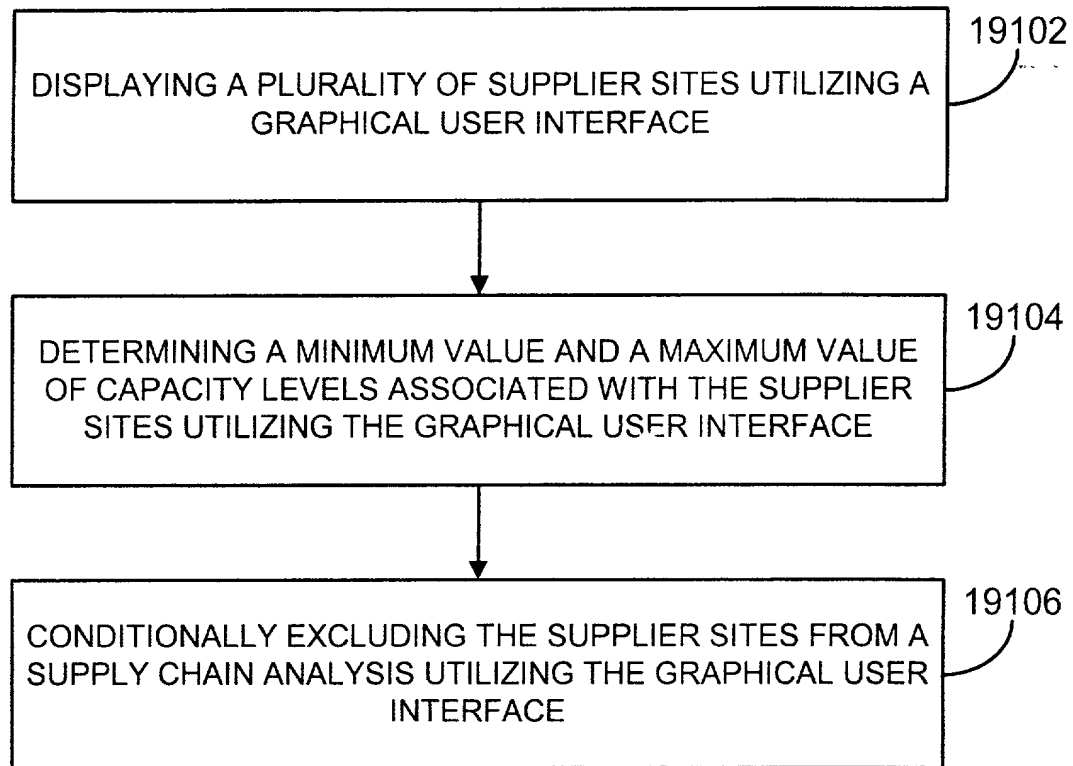 19102
DISPLAYING A PLURALITY OF SUPPLIER SITES UTILIZING A
GRAPHICAL USER INTERFACE
19104
DETERMINING A MINIMUM VALUE AND A MAXIMUM VALUE
OF CAPACITY LEVELS ASSOCIATED WITH THE SUPPLIER
SITES UTILIZING THE GRAPHICAL USER INTERFACE
19106
CONDITIONALLY EXCLUDING THE SUPPLIER SITES FROM A
SUPPLY CHAIN ANALYSIS UTILIZING THE GRAPHICAL USER
INTERFACE